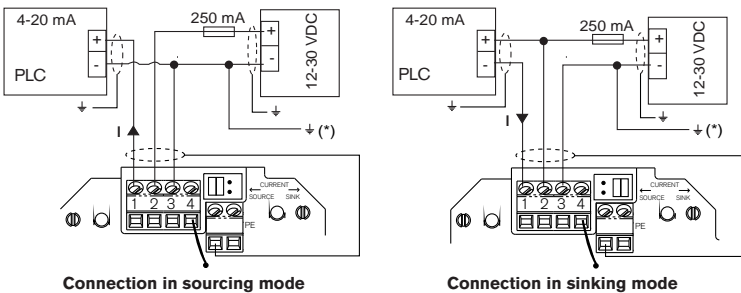 4-20 mA
250 mA
+
-
+
-
PLC
12-30 VDC
(*)
I
1 2 3 4
CURRENT
SOURCE SINK
PE
Connection in sourcing mode
4-20 mA
250 mA
+
-
+
-
PLC
12-30 VDC
(*)
I
1 2 3 4
CURRENT
SOURCE SINK
PE
Connection in sinking mode